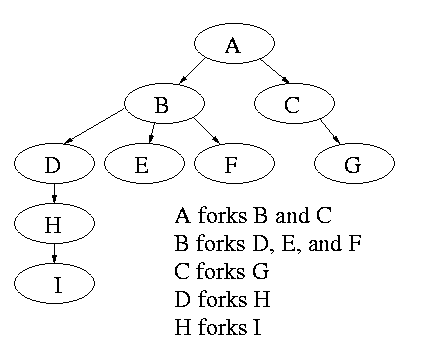 A
B
C
D
E
F
G
H
I
A forks B and C
B forks D, E, and F
C forks G
D forks H
H forks I